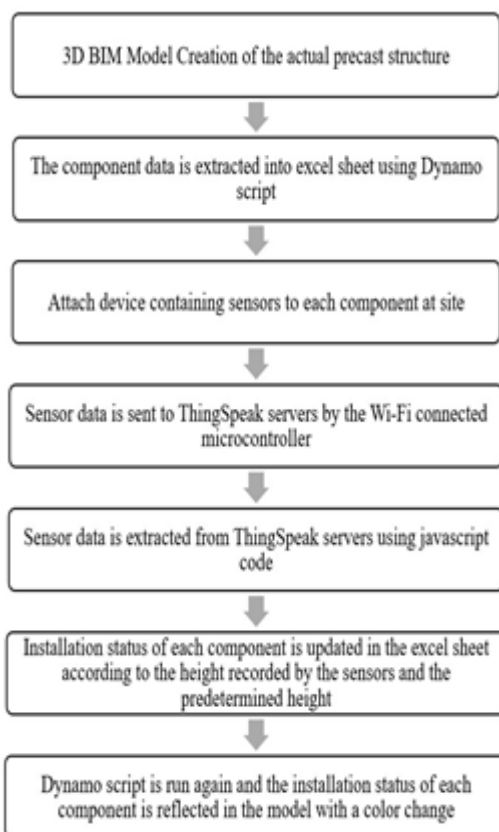 3D BIM Model Creation of the actual precast structure
The component data is extracted into excel sheet using Dynamo
script
Attach device containing sensors to each component at site
Sensor data is sent to ThingSpeak servers by the Wi-Fi connected
microcontroller
Sensor data is extracted from ThingSpeak servers using javascript
code
Installation status of each component is updated in the excel sheet
according to the height recorded by the sensors and the
predetermined height
Dynamo script is run again and the installation status of each
component is reflected in the model with a color change